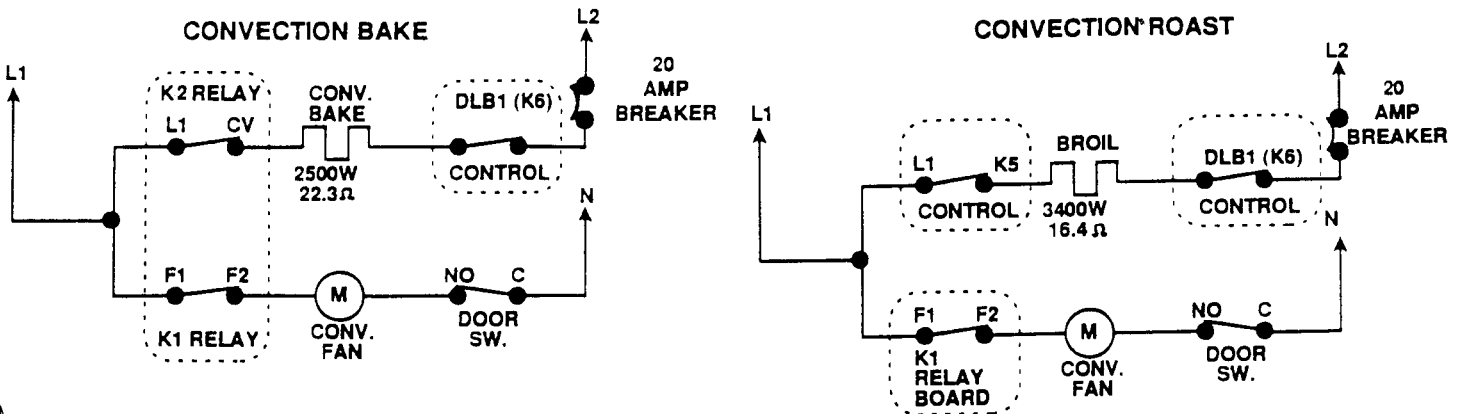 CONVECTION BAKE
L1
L2
20
AMP
BREAKER
K2 RELAY
L1 CV
CONV.
BAKE
2500W
22.3Ω
DLB1 (K6)
CONTROL
N
F1 F2
K1 RELAY
M
CONV.
FAN
NO C
DOOR
SW.
CONVECTION ROAST
L1
L2
20
AMP
BREAKER
L1 K5
CONTROL
BROIL
3400W
16.4Ω
DLB1 (K6)
CONTROL
N
F1 F2
K1
RELAY
BOARD
M
CONV.
FAN
NO C
DOOR
SW.